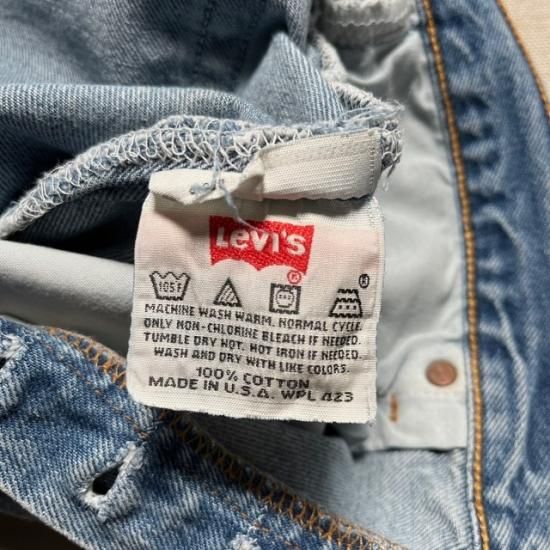 LEVI'S
®
105F
MACHINE WASH WARM. NORMAL CYCLE.
ONLY NON-CHLORINE BLEACH IF NEEDED.
TUMBLE DRY HOT. HOT IRON IF NEEDED.
WASH AND DRY WITH LIKE COLORS.
100% COTTON
MADE IN U.S.A. WPL 423